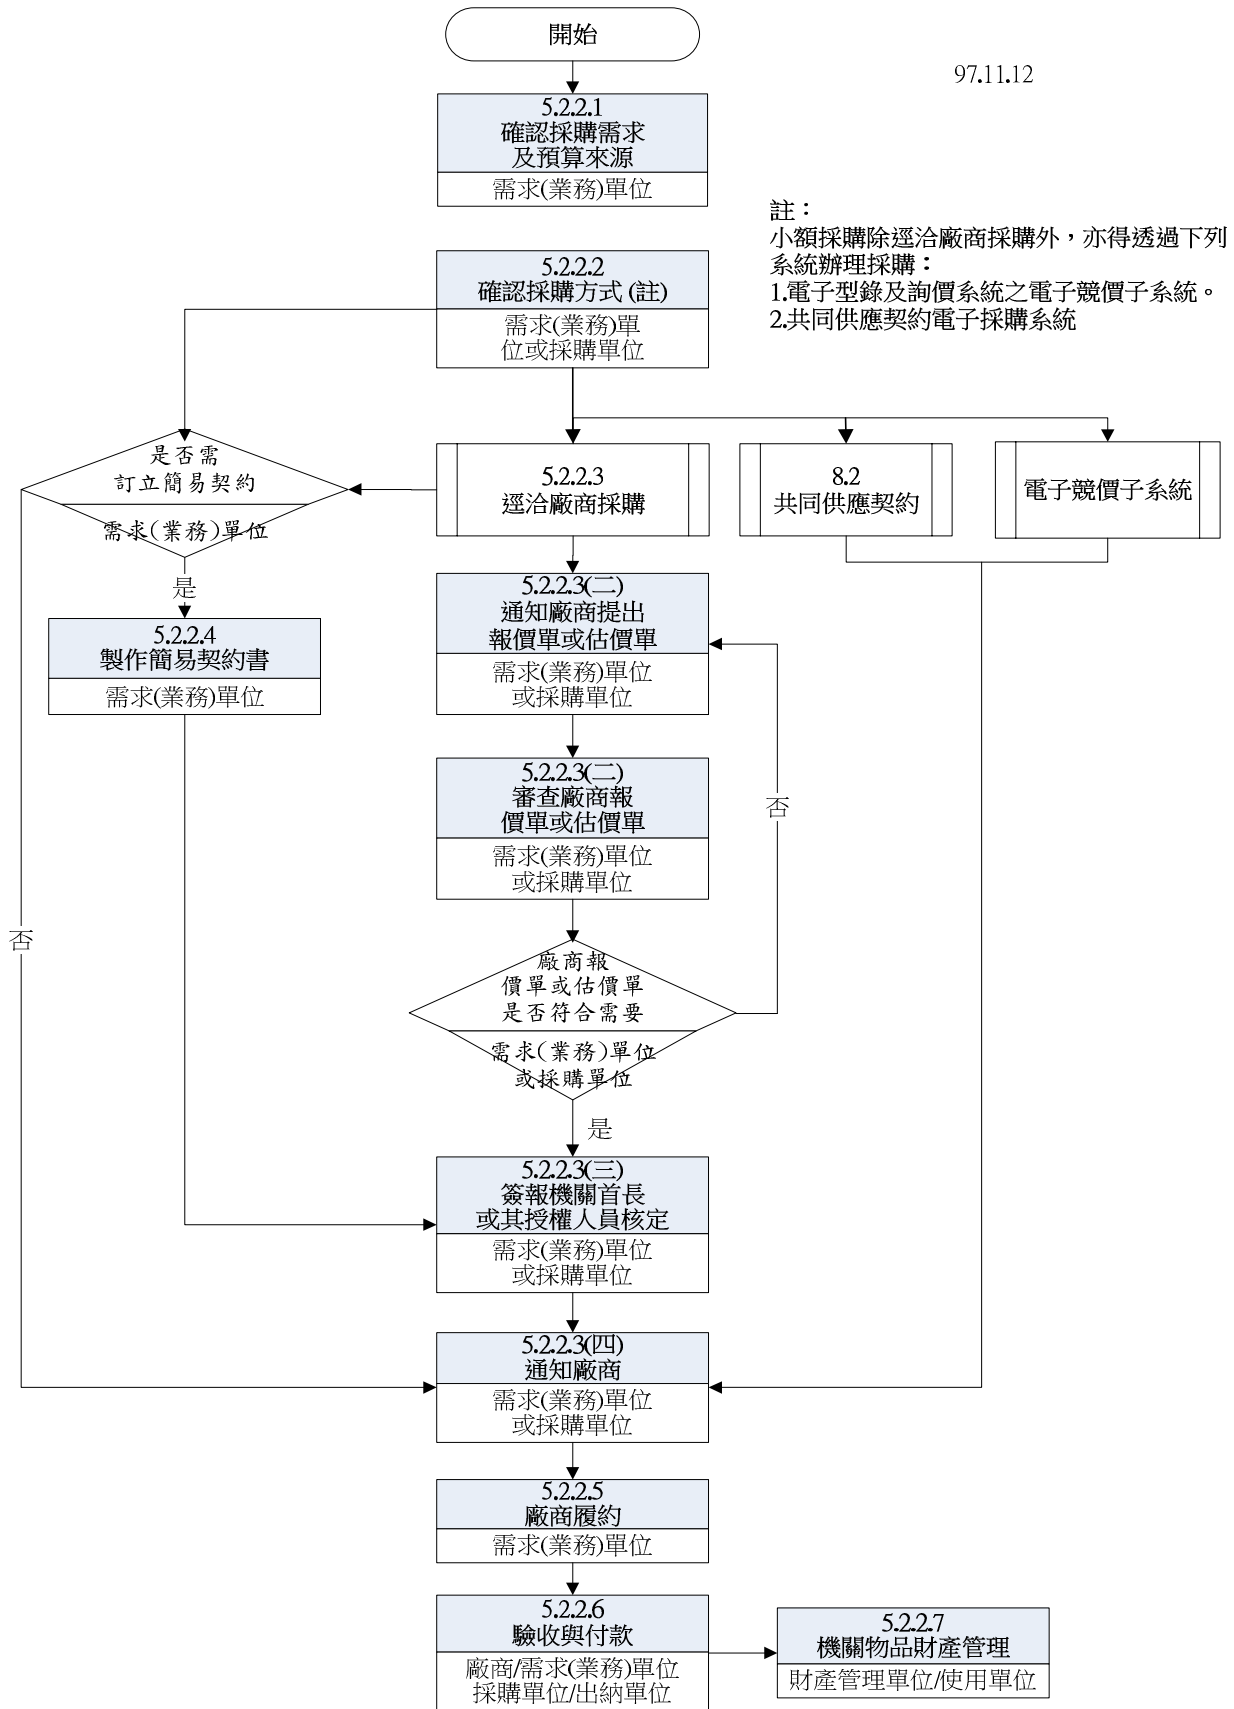 開始
97.11.12
5.2.2.1
確認採購需求
及預算來源
需求(業務)單位
註：
小額採購除逕洽廠商採購外，亦得透過下列
系統辦理採購：
1.電子型錄及詢價系統之電子競價子系統。
2.共同供應契約電子採購系統
5.2.2.2
確認採購方式(註)
需求(業務)單
位或採購單位
是否需
訂立簡易契約
需求(業務)單位
5.2.2.3
逕洽廠商採購
8.2
共同供應契約
電子競價子系統
是
5.2.2.4
製作簡易契約書
需求(業務)單位
5.2.2.3(二)
通知廠商提出
報價單或估價單
需求(業務)單位
或採購單位
5.2.2.3(二)
審查廠商報
價單或估價單
需求(業務)單位
或採購單位
否
否
廠商報
價單或估價單
是否符合需要
需求(業務)單位
或採購單位
是
5.2.2.3(三)
簽報機關首長
或其授權人員核定
需求(業務)單位
或採購單位
5.2.2.3(四)
通知廠商
需求(業務)單位
或採購單位
5.2.2.5
廠商履約
需求(業務)單位
5.2.2.6
驗收與付款
廠商/需求(業務)單位
採購單位/出納單位
5.2.2.7
機關物品財產管理
財產管理單位/使用單位